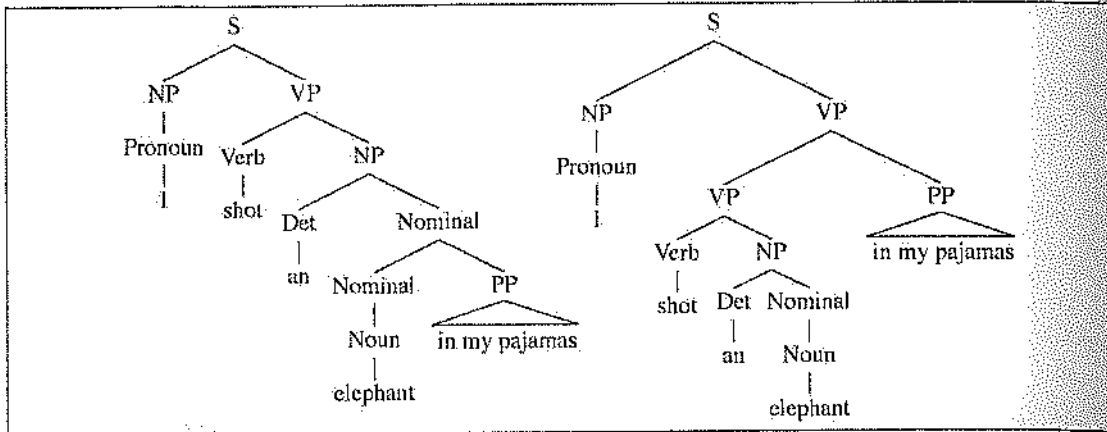 S S
NP VP
NP VP
Pronoun Verb NP
Pronoun
I shot
VP PP
Det Nominal
I
Verb NP in my pajamas
an
Nominal PP
shot Det Nominal
Noun in my pajamas
an Noun
elephant
elephant